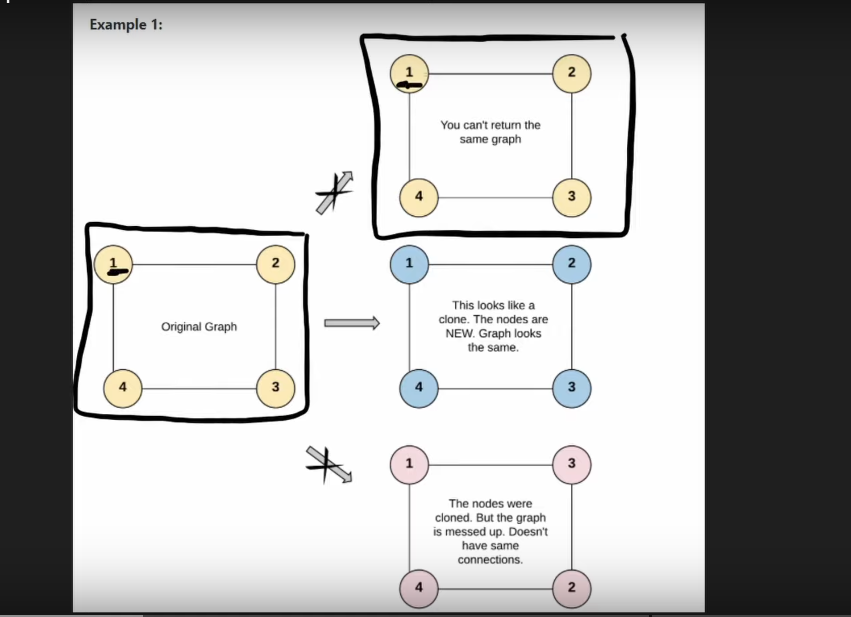 Example 1:
1
2
You can't return the
same graph
4
3
1
2
Original Graph
4
3
1
2
This looks like a
clone. The nodes are
NEW. Graph looks
the same.
4
3
1
3
The nodes were
cloned. But the graph
is messed up. Doesn't
have same
connections.
4
2